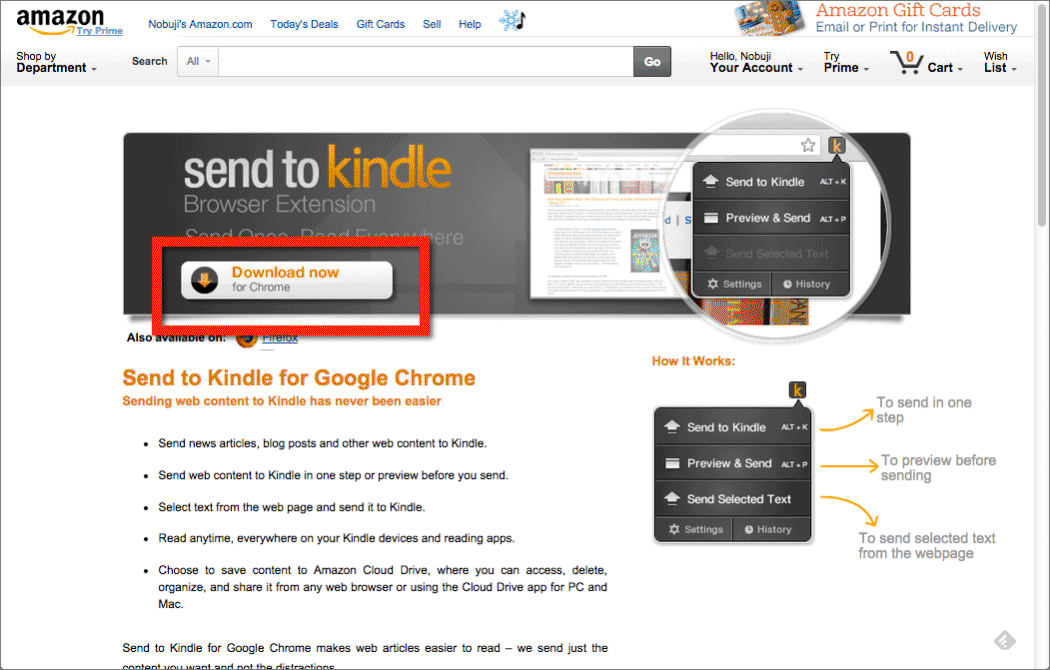 amazon
Try Prime
Nobuji's Amazon.com Today's Deals Gift Cards Sell Help
Amazon Gift Cards
Email or Print for Instant Delivery
Shop by
Department
Search
All
Go
Hello, Nobuji
Your Account
Try
Prime
0
Cart
Wish
List
send to kindle
Browser Extension
Send Once, Read Everywhere
Download now
for Chrome
k
Send to Kindle ALT + K
Preview & Send ALT + P
Send Selected Text
Settings History
Also available on: Firefox
Send to Kindle for Google Chrome
Sending web content to Kindle has never been easier
Send news articles, blog posts and other web content to Kindle.
Send web content to Kindle in one step or preview before you send.
Select text from the web page and send it to Kindle.
Read anytime, everywhere on your Kindle devices and reading apps.
Choose to save content to Amazon Cloud Drive, where you can access, delete,
organize, and share it from any web browser or using the Cloud Drive app for PC and
Mac.
Send to Kindle for Google Chrome makes web articles easier to read – we send just the
content you want and not the distractions.
How It Works:
k
Send to Kindle ALT + K
Preview & Send ALT + P
Send Selected Text
Settings History
To send in one
step
To preview before
sending
To send selected text
from the webpage